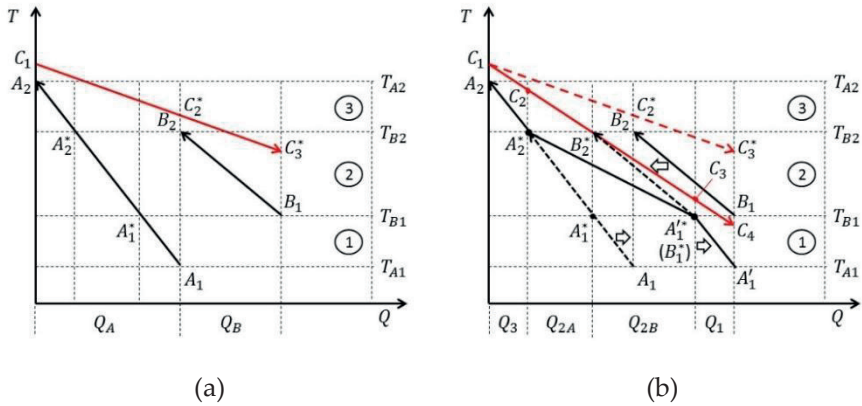 T
C₁
A₂
C₂*
B₂
A₂*
C₃*
B₁
A₁*
A₁
T_A2
T_B2
T_B1
T_A1
③
②
①
Q_A
Q_B
Q
(a)
T
C₁
A₂
C₂
C₂*
B₂
B₂*
A₂*
C₃*
C₃
B₁
C₄
A₁*
A₁′*
(B₁*)
A₁
A₁′
T_A2
T_B2
T_B1
T_A1
③
②
①
Q₃
Q_2A
Q_2B
Q₁
Q
(b)